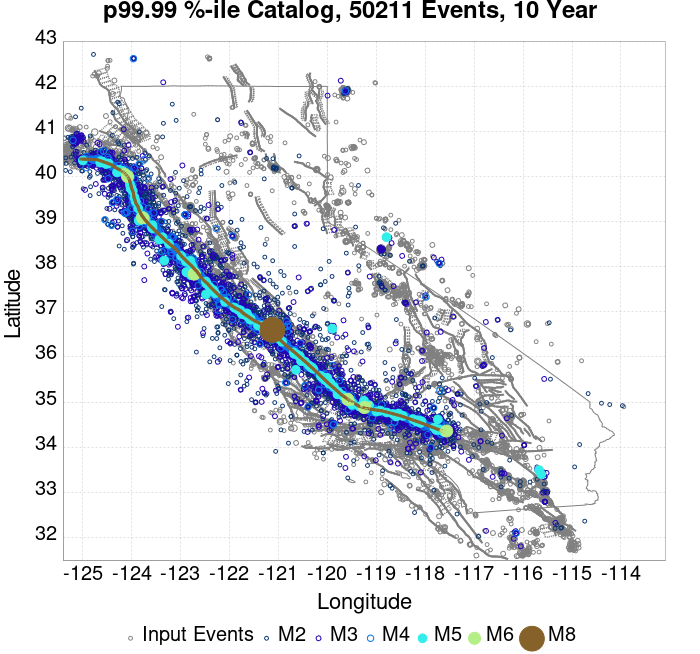 p99.99 %-ile Catalog, 50211 Events, 10 Year
43
42
41
40
39
38
37
36
35
34
33
32
Latitude
-125 -124 -123 -122 -121 -120 -119 -118 -117 -116 -115 -114
Longitude
Input Events M2 M3 M4 M5 M6 M8